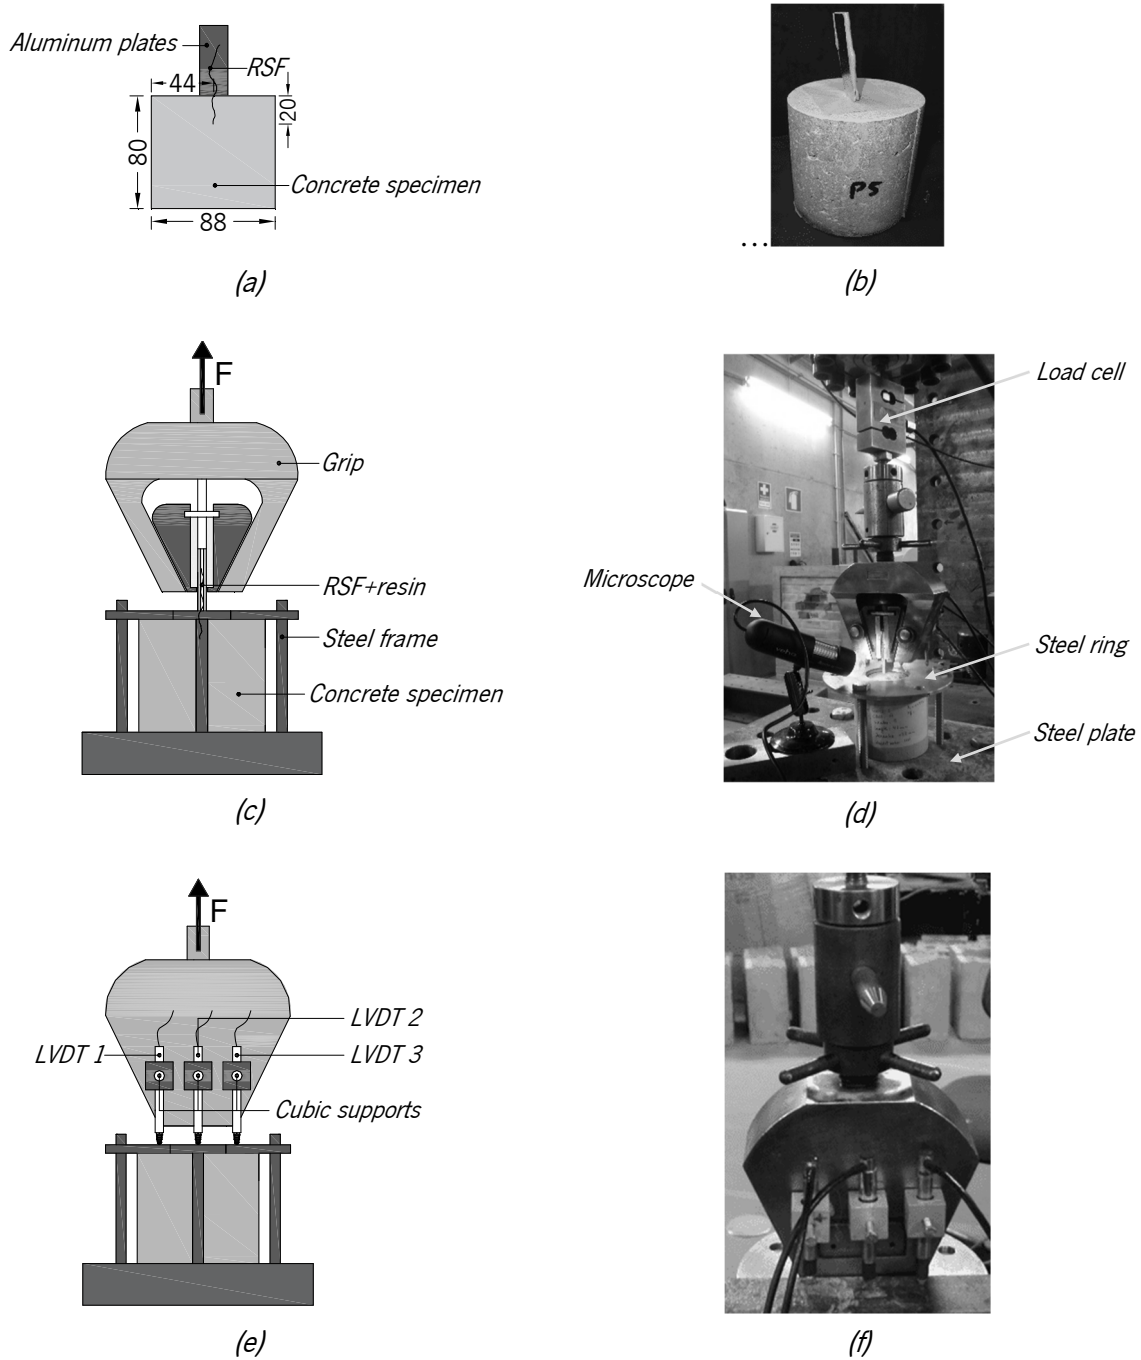 Aluminum plates
RSF
44
20
80
Concrete specimen
88
(a)
P5
...
(b)
F
Grip
RSF+resin
Steel frame
Concrete specimen
(c)
Load cell
Microscope
Steel ring
Steel plate
(d)
F
LVDT 2
LVDT 1
LVDT 3
Cubic supports
(e)
(f)